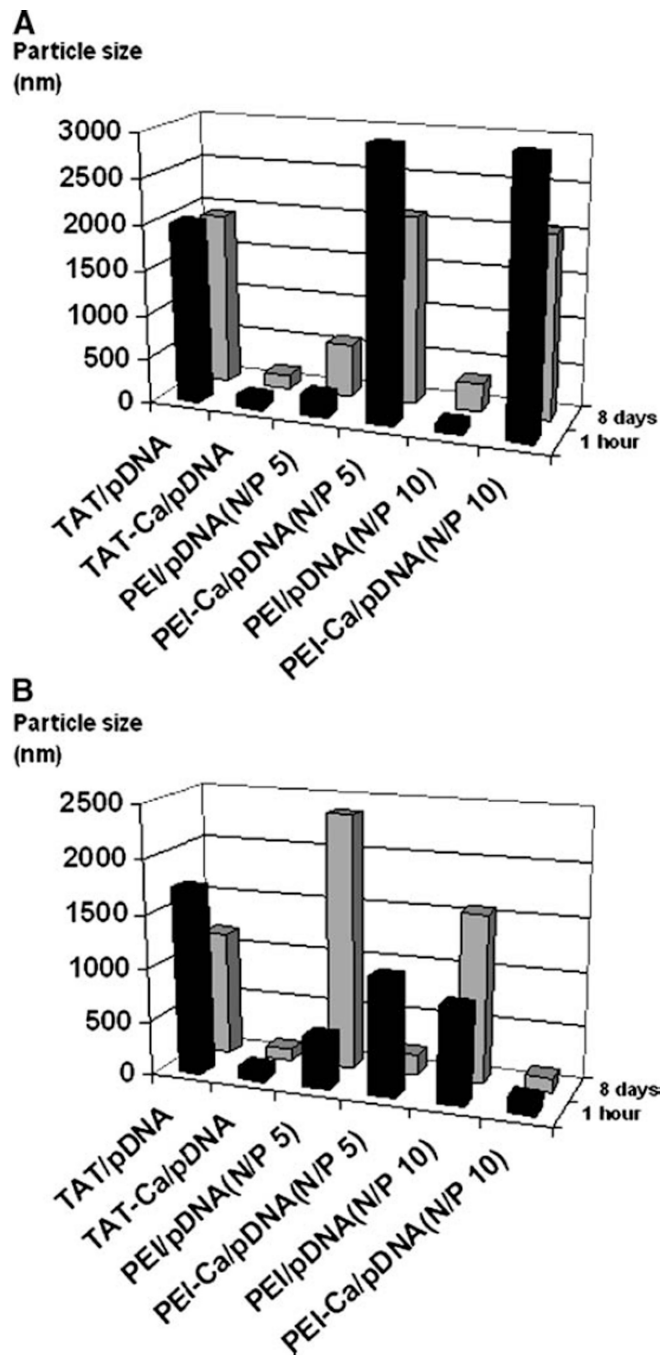 A
Particle size
(nm)
3000
2500
2000
1500
1000
500
0
8 days
1 hour
TAT/pDNA
TAT-Ca/pDNA
PEI/pDNA(N/P 5)
PEI-Ca/pDNA(N/P 5)
PEI/pDNA(N/P 10)
PEI-Ca/pDNA(N/P 10)
B
Particle size
(nm)
2500
2000
1500
1000
500
0
8 days
1 hour
TAT/pDNA
TAT-Ca/pDNA
PEI/pDNA(N/P 5)
PEI-Ca/pDNA(N/P 5)
PEI/pDNA(N/P 10)
PEI-Ca/pDNA(N/P 10)